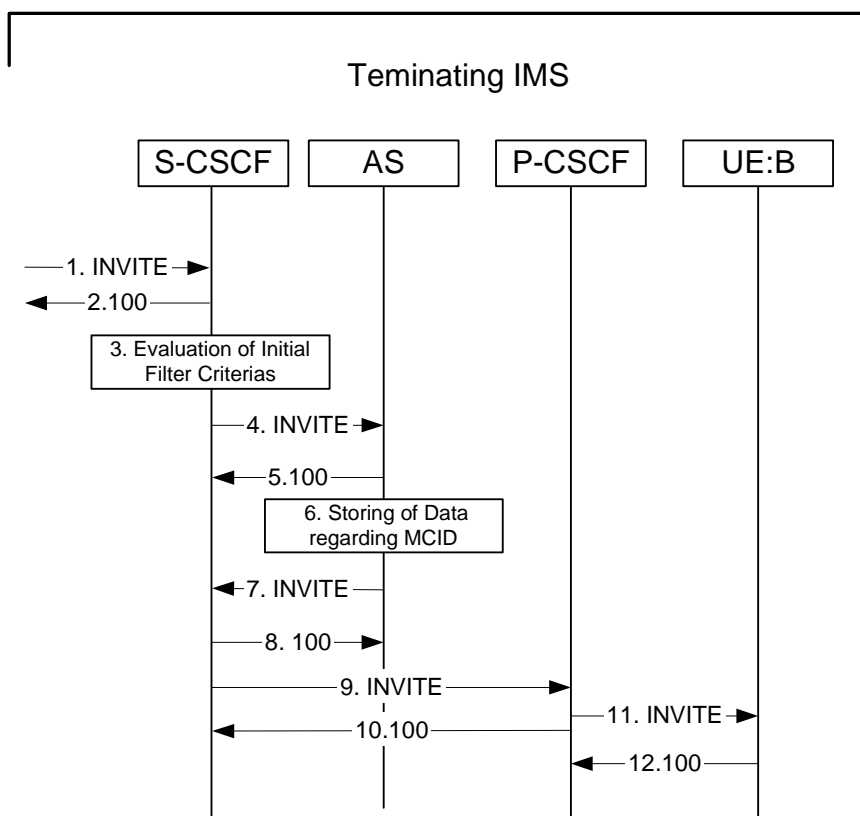 Teminating IMS
S-CSCF
AS
P-CSCF
UE:B
1. INVITE
2.100
3. Evaluation of Initial
Filter Criterias
4. INVITE
5.100
6. Storing of Data
regarding MCID
7. INVITE
8. 100
9. INVITE
11. INVITE
10.100
12.100